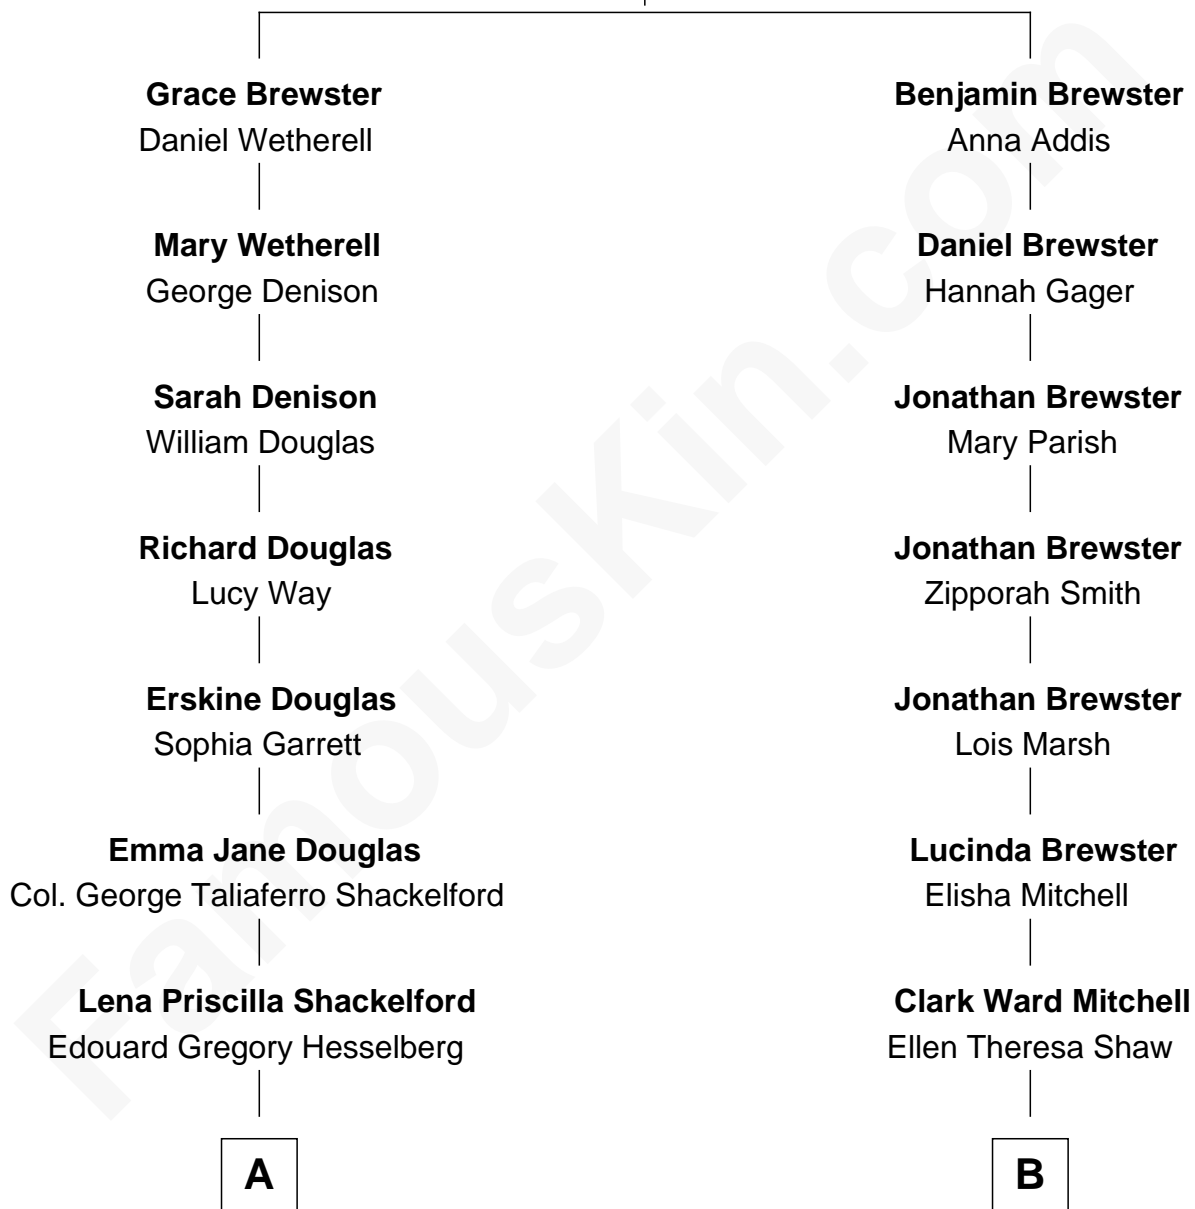 Grace Brewster
Daniel Wetherell
Mary Wetherell
George Denison
Sarah Denison
William Douglas
Richard Douglas
Lucy Way
Erskine Douglas
Sophia Garrett
Emma Jane Douglas
Col. George Taliaferro Shackelford
Lena Priscilla Shackelford
Edouard Gregory Hesselberg
A
Benjamin Brewster
Anna Addis
Daniel Brewster
Hannah Gager
Jonathan Brewster
Mary Parish
Jonathan Brewster
Zipporah Smith
Jonathan Brewster
Lois Marsh
Lucinda Brewster
Elisha Mitchell
Clark Ward Mitchell
Ellen Theresa Shaw
B
FamousKin.com